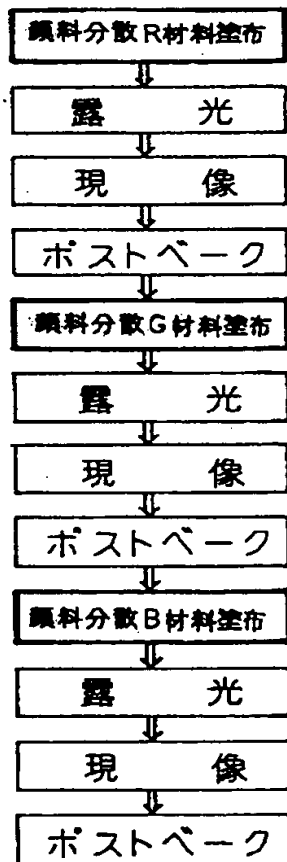 顔料分散R材料塗布
露光
現像
ポストベーク
顔料分散G材料塗布
露光
現像
ポストベーク
顔料分散B材料塗布
露光
現像
ポストベーク